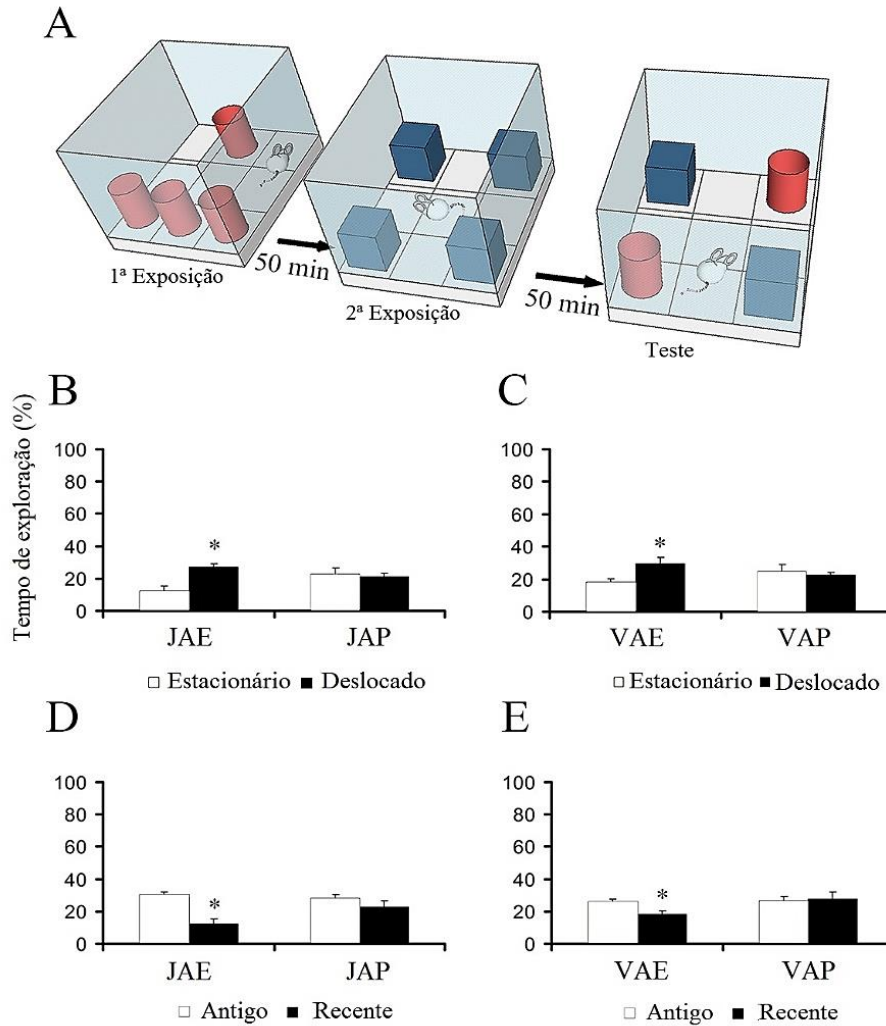 A
1ª Exposição
50 min
2ª Exposição
50 min
Teste
B
Tempo de exploração (%)
100
80
60
40
20
0
*
JAE
JAP
Estacionário
Deslocado
C
100
80
60
40
20
0
*
VAE
VAP
Estacionário
Deslocado
D
100
80
60
40
20
0
*
JAE
JAP
Antigo
Recente
E
100
80
60
40
20
0
*
VAE
VAP
Antigo
Recente